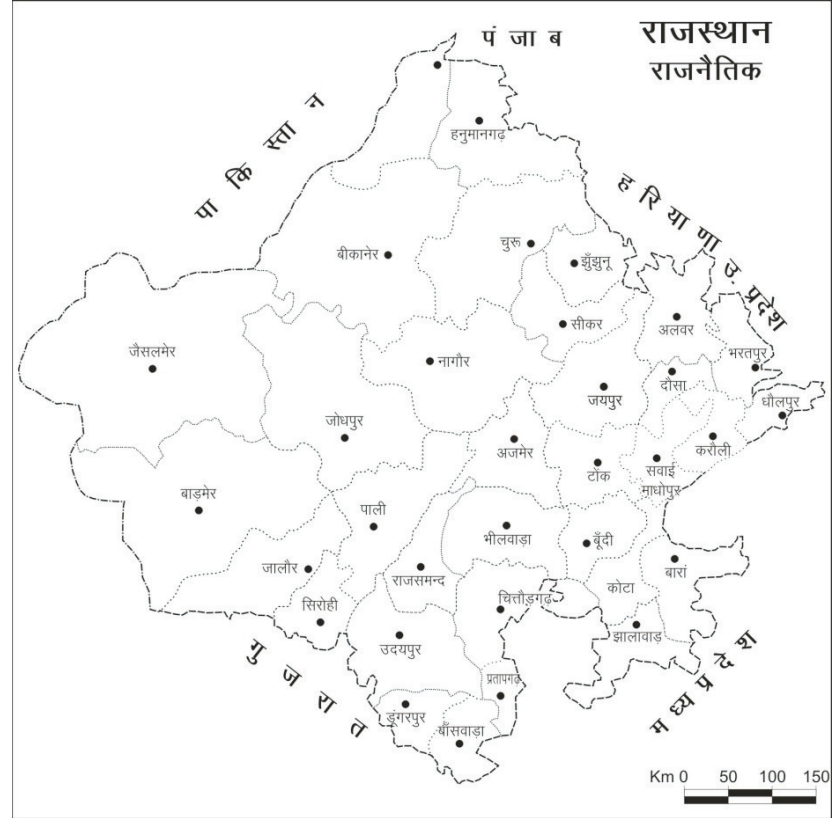 राजस्थान
राजनैतिक
पंजाब
पाकिस्तान
हरियाणा
उ. प्रदेश
हनुमानगढ़
चुरू
बीकानेर
झुँझुनू
सीकर
अलवर
जैसलमेर
नागौर
भरतपुर
दौसा
जयपुर
धौलपुर
जोधपुर
अजमेर
टोंक
सवाई
माधोपुर
करौली
बाड़मेर
पाली
भीलवाड़ा
बूँदी
बारां
जालौर
राजसमन्द
कोटा
सिरोही
चित्तौड़गढ़
झालावाड़
उदयपुर
प्रतापगढ़
डूंगरपुर
बाँसवाड़ा
गुजरात
मध्यप्रदेश
Km 0 50 100 150